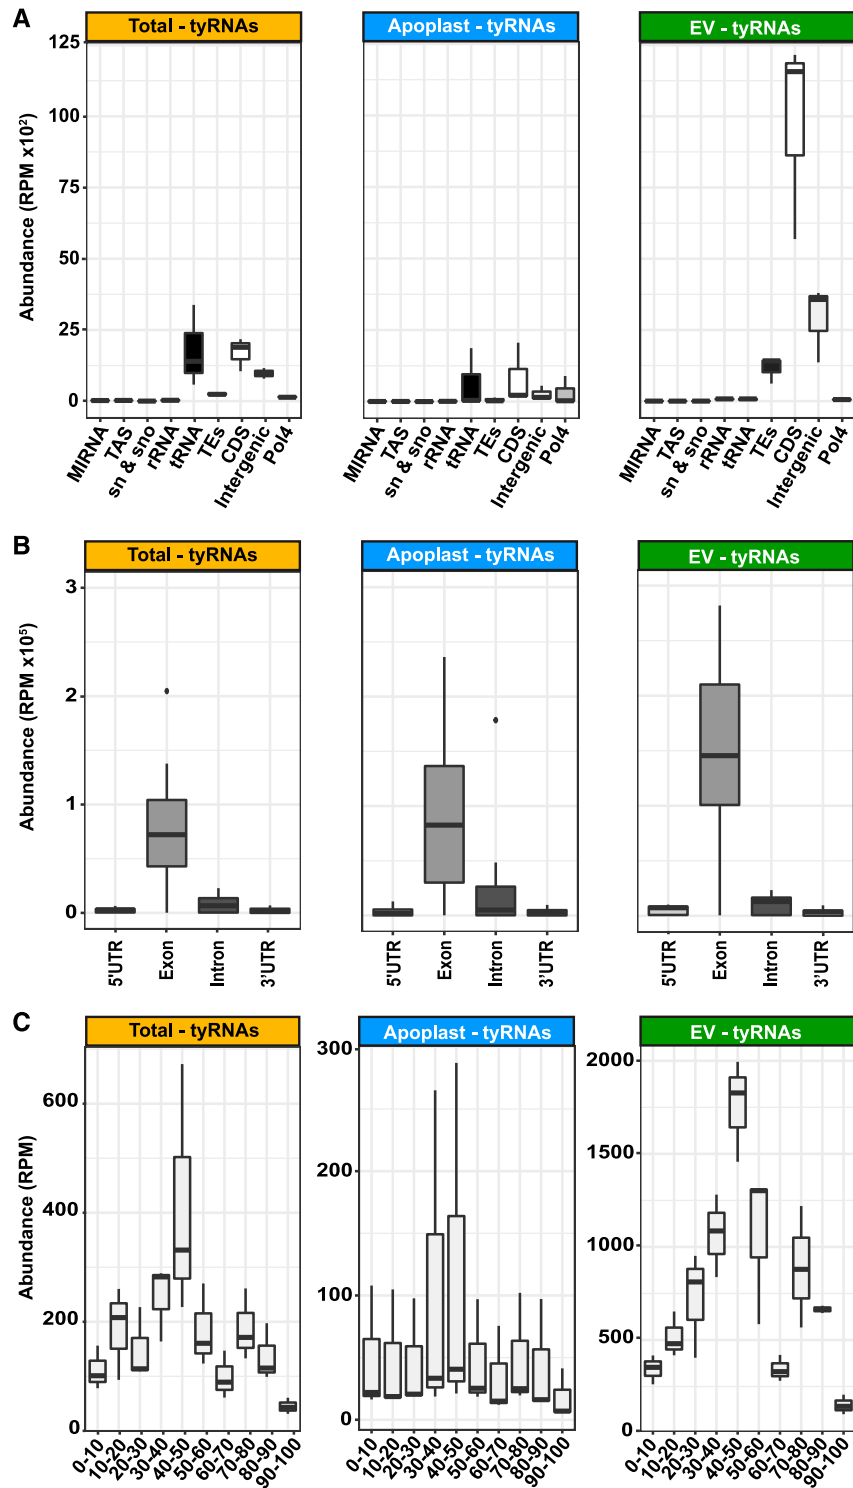 A
Total - tyRNAs
Apoplast - tyRNAs
EV - tyRNAs
Abundance (RPM x10²)
125
100
75
50
25
0
MIRNA
TAS
sn & sno
rRNA
tRNA
TEs
CDS
Intergenic
Pol4
MIRNA
TAS
sn & sno
rRNA
tRNA
TEs
CDS
Intergenic
Pol4
MIRNA
TAS
sn & sno
rRNA
tRNA
TEs
CDS
Intergenic
Pol4
B
Total - tyRNAs
Apoplast - tyRNAs
EV - tyRNAs
Abundance (RPM x10⁵)
3
2
1
0
5'UTR
Exon
Intron
3'UTR
5'UTR
Exon
Intron
3'UTR
5'UTR
Exon
Intron
3'UTR
C
Total - tyRNAs
Apoplast - tyRNAs
EV - tyRNAs
Abundance (RPM)
600
400
200
0
300
200
100
0
2000
1500
1000
500
0
0-10
10-20
20-30
30-40
40-50
50-60
60-70
70-80
80-90
90-100
0-10
10-20
20-30
30-40
40-50
50-60
60-70
70-80
80-90
90-100
0-10
10-20
20-30
30-40
40-50
50-60
60-70
70-80
80-90
90-100